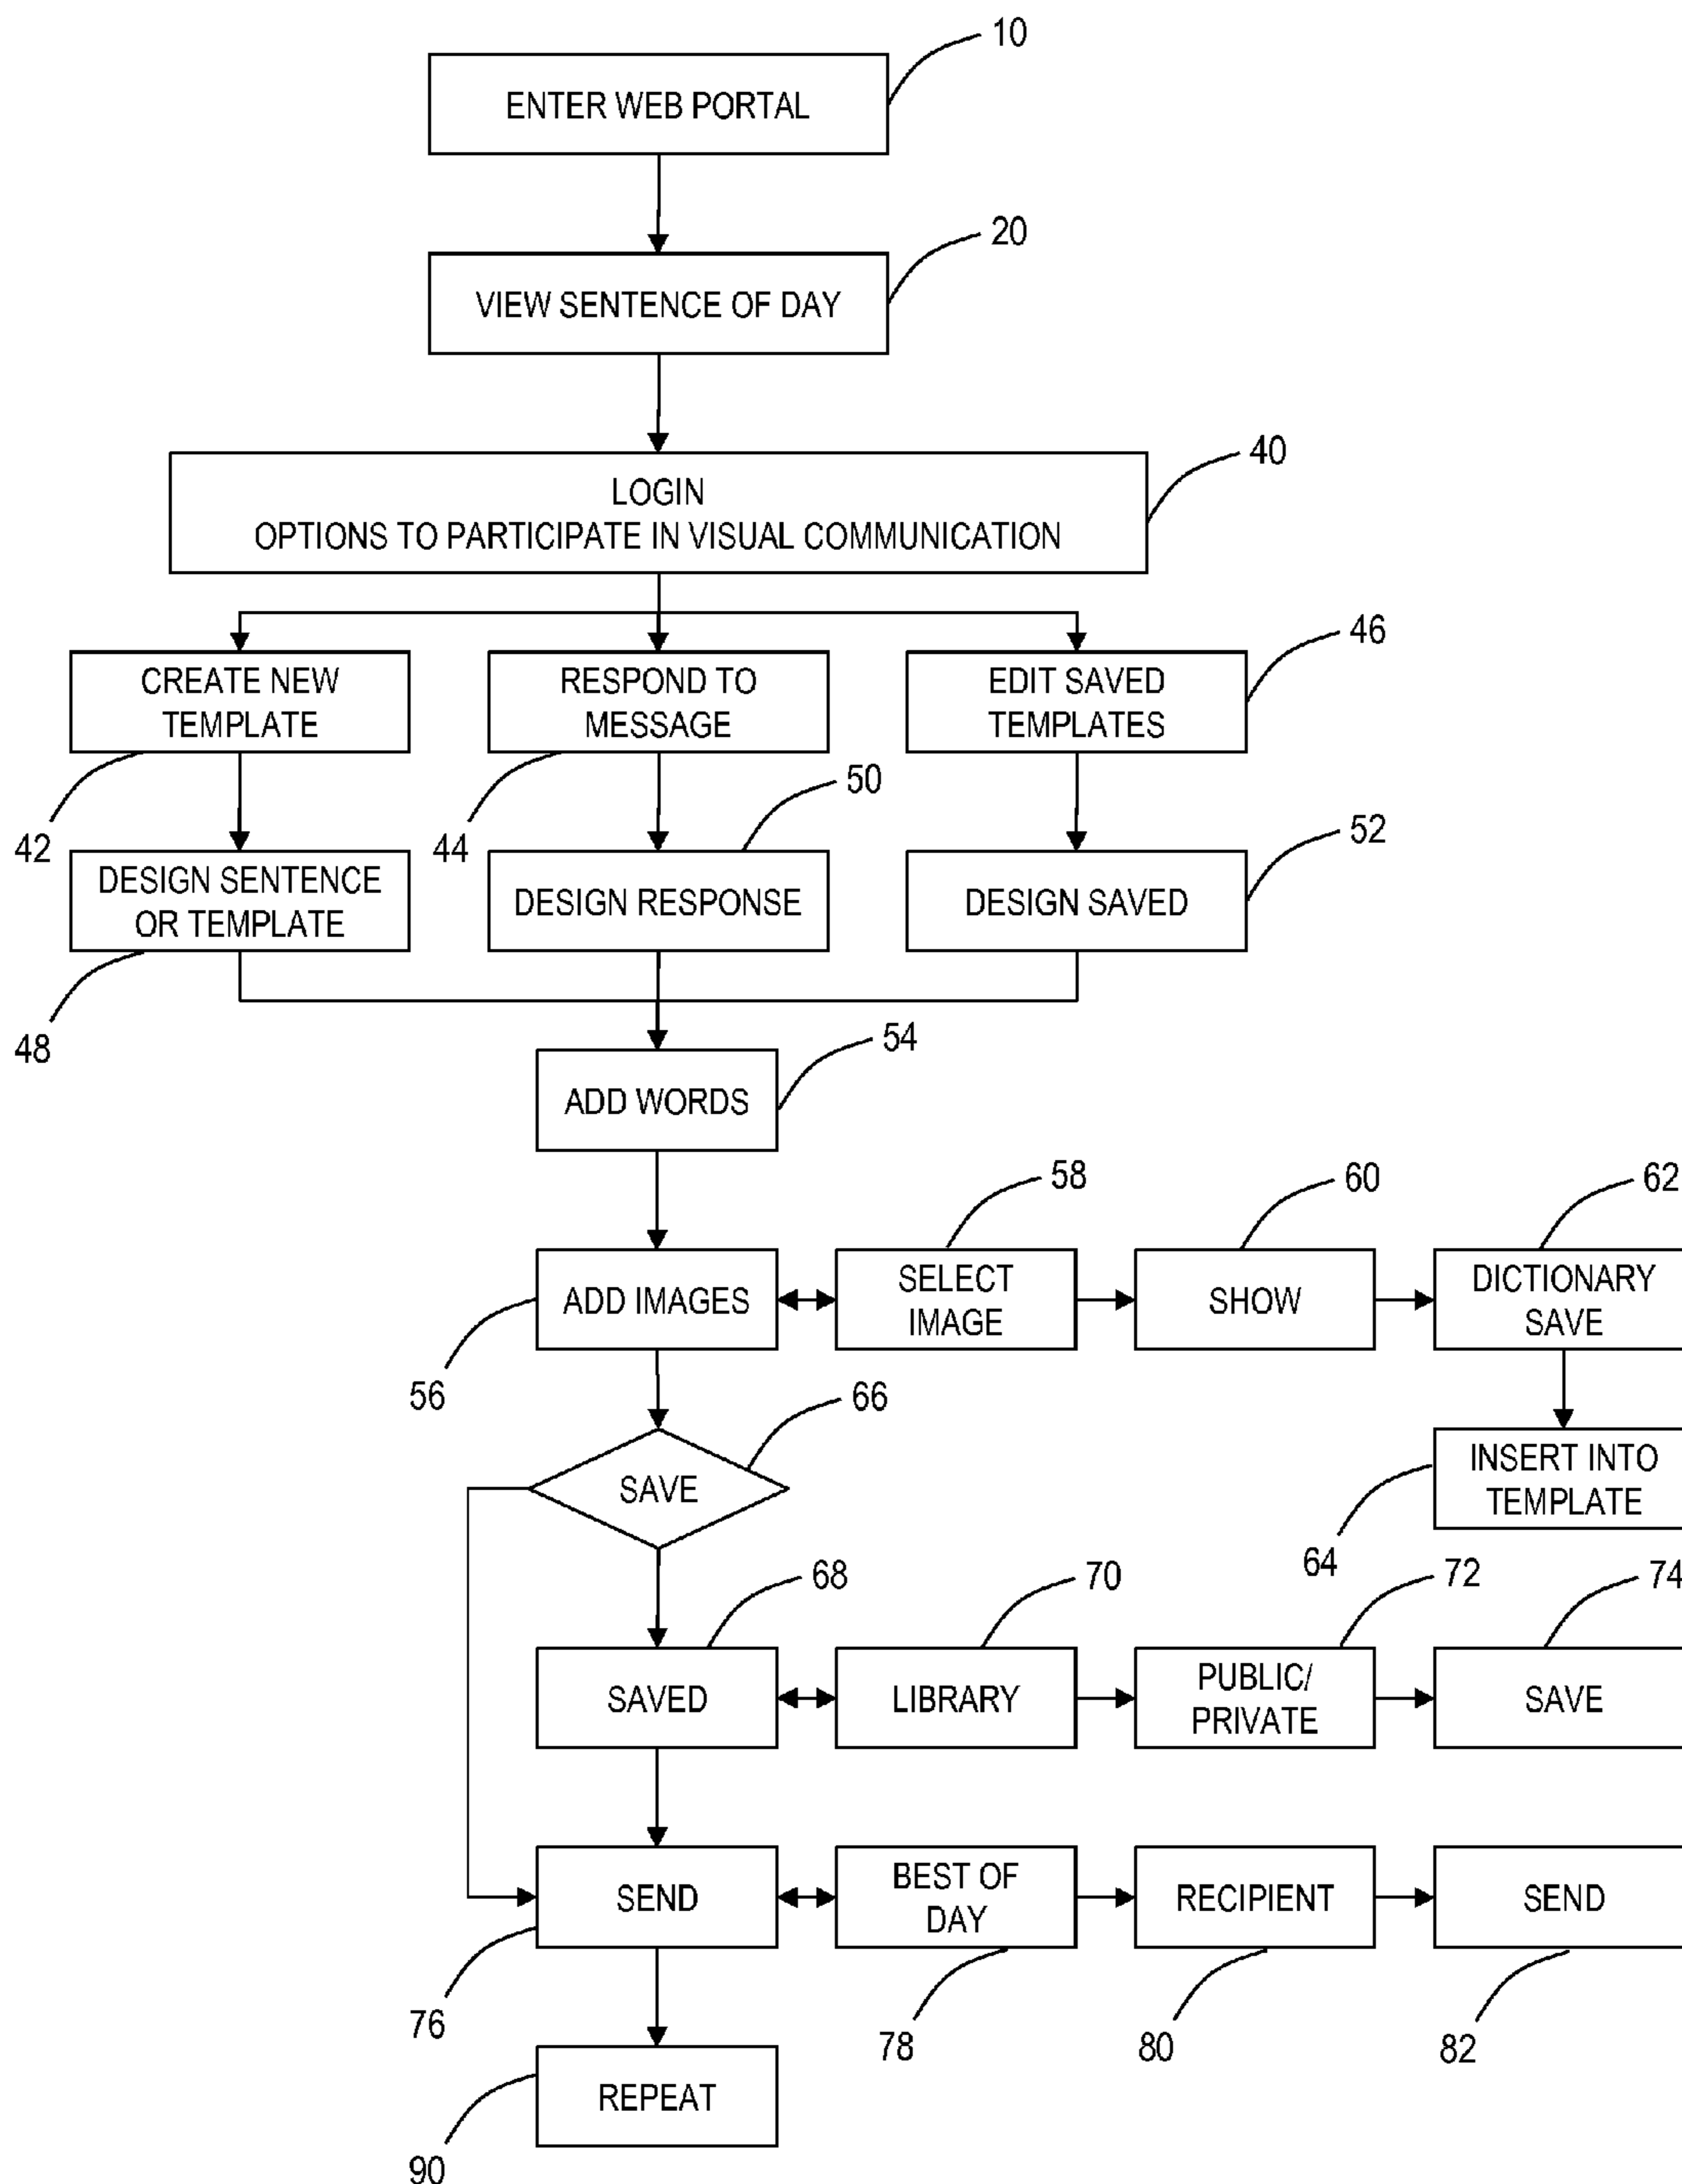 10
ENTER WEB PORTAL
20
VIEW SENTENCE OF DAY
40
LOGIN
OPTIONS TO PARTICIPATE IN VISUAL COMMUNICATION
46
CREATE NEW
TEMPLATE
RESPOND TO
MESSAGE
EDIT SAVED
TEMPLATES
42
44
50
52
DESIGN SENTENCE
OR TEMPLATE
DESIGN RESPONSE
DESIGN SAVED
48
54
ADD WORDS
58
60
62
ADD IMAGES
SELECT
IMAGE
SHOW
DICTIONARY
SAVE
56
66
SAVE
INSERT INTO
TEMPLATE
64
68
70
72
74
SAVED
LIBRARY
PUBLIC/
PRIVATE
SAVE
SEND
BEST OF
DAY
RECIPIENT
SEND
76
78
80
82
REPEAT
90